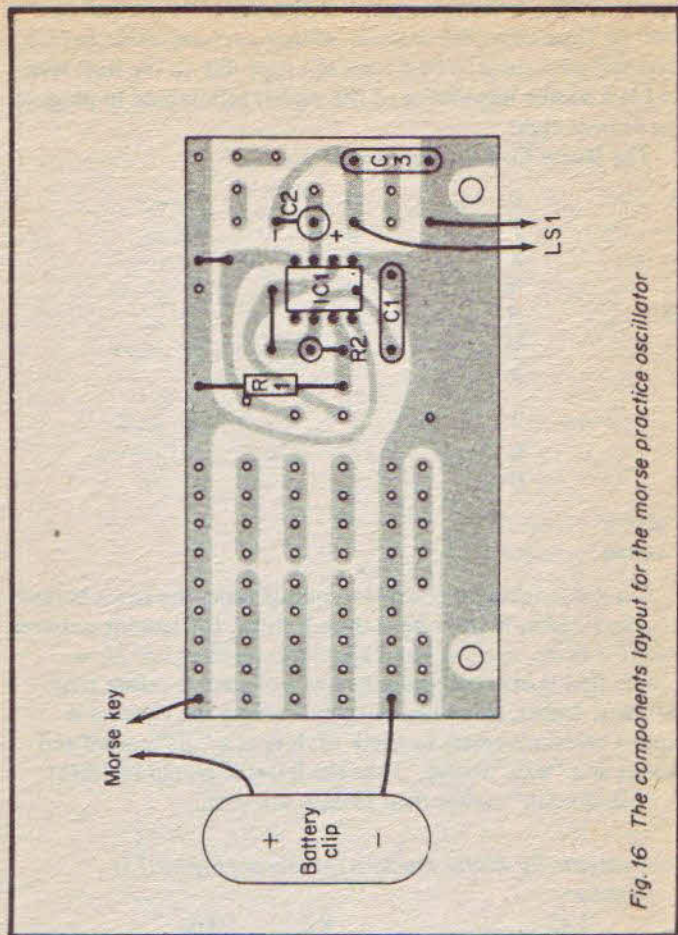 Morse key
+
Battery
clip
–
R
1
R2
IC1
C1
–
C2
+
C
3
LS1
Fig. 16 The components layout for the morse practice oscillator